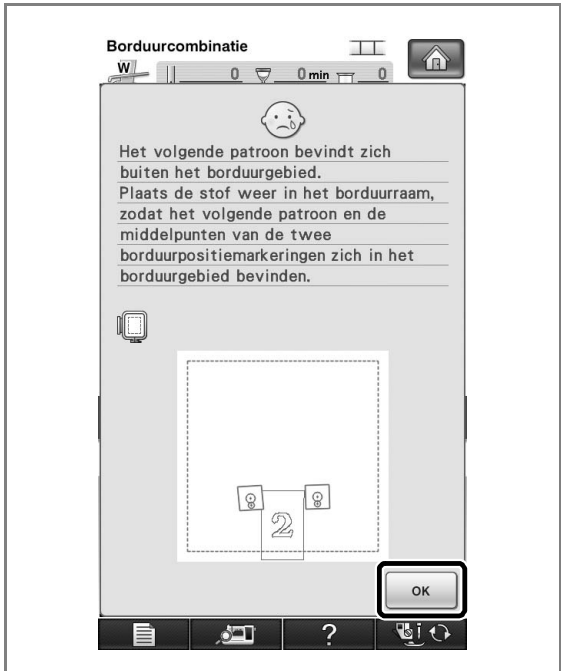 Borduurcombinatie
W
0 0 min 0
Het volgende patroon bevindt zich
buiten het borduurgebied.
Plaats de stof weer in het borduurraam,
zodat het volgende patroon en de
middelpunten van de twee
borduurpositiemarkeringen zich in het
borduurgebied bevinden.
2
OK
?